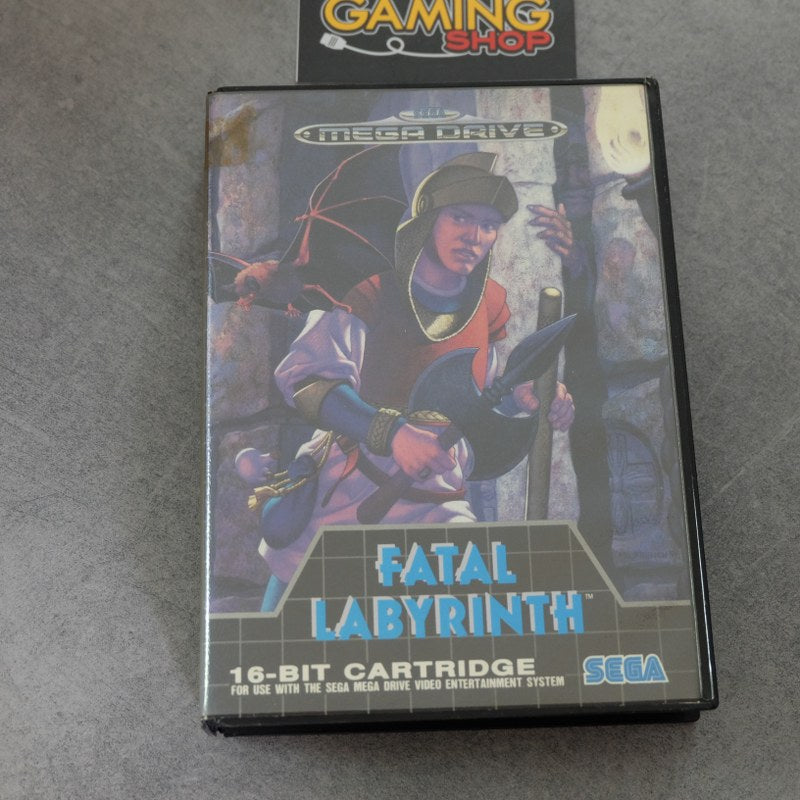 GAMING
SHOP
SEGA
MEGA DRIVE
FATAL
LABYRINTH™
16-BIT CARTRIDGE
FOR USE WITH THE SEGA MEGA DRIVE VIDEO ENTERTAINMENT SYSTEM
SEGA